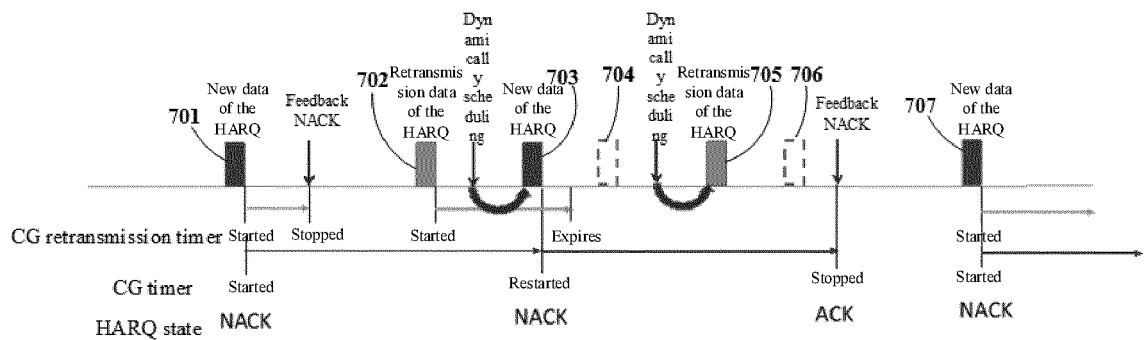 701
New data
of the
HARQ
Feedback
NACK
702
Retransmis
sion data
of the
HARQ
Dyn
ami
call
y sc
hed
ulin
g
New data
of the
HARQ
703
704
Dyn
ami
call
y
sche
duli
ng
Retransmis
sion data
of the
HARQ
705
706
Feedback
NACK
707
New data
of the
HARQ
CG retransmission timer
Started
Stopped
Started
Expires
Started
CG timer
Started
Restarted
Stopped
Started
HARQ state
NACK
NACK
ACK
NACK